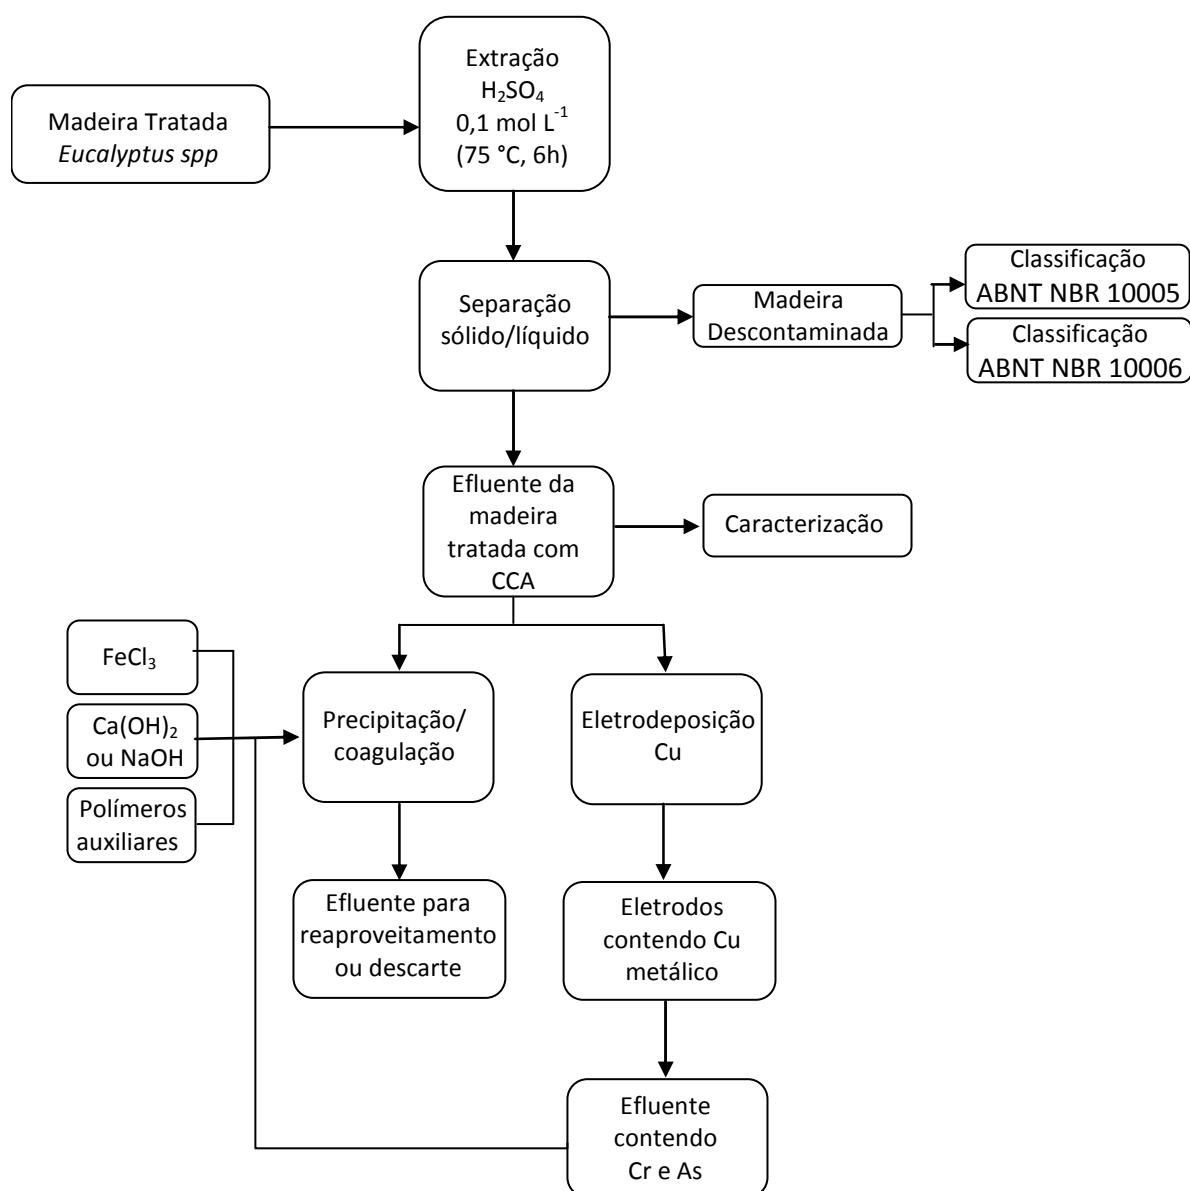 Madeira Tratada
Eucalyptus spp
Extração
H₂SO₄
0,1 mol L⁻¹
(75 °C, 6h)
Separação
sólido/líquido
Madeira
Descontaminada
Classificação
ABNT NBR 10005
Classificação
ABNT NBR 10006
Efluente da
madeira
tratada com
CCA
Caracterização
FeCl₃
Ca(OH)₂
ou NaOH
Polímeros
auxiliares
Precipitação/
coagulação
Eletrodeposição
Cu
Efluente para
reaproveitamento
ou descarte
Eletrodos
contendo Cu
metálico
Efluente
contendo
Cr e As